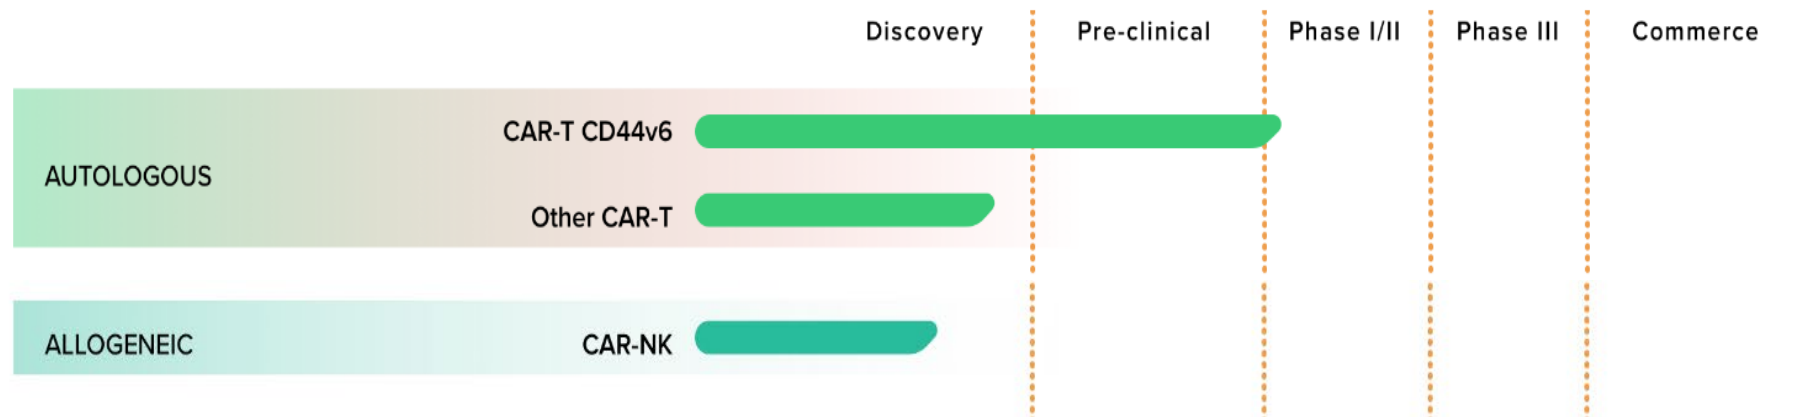 Discovery Pre-clinical Phase I/II Phase III Commerce
CAR-T CD44v6
AUTOLOGOUS
Other CAR-T
ALLOGENEIC CAR-NK